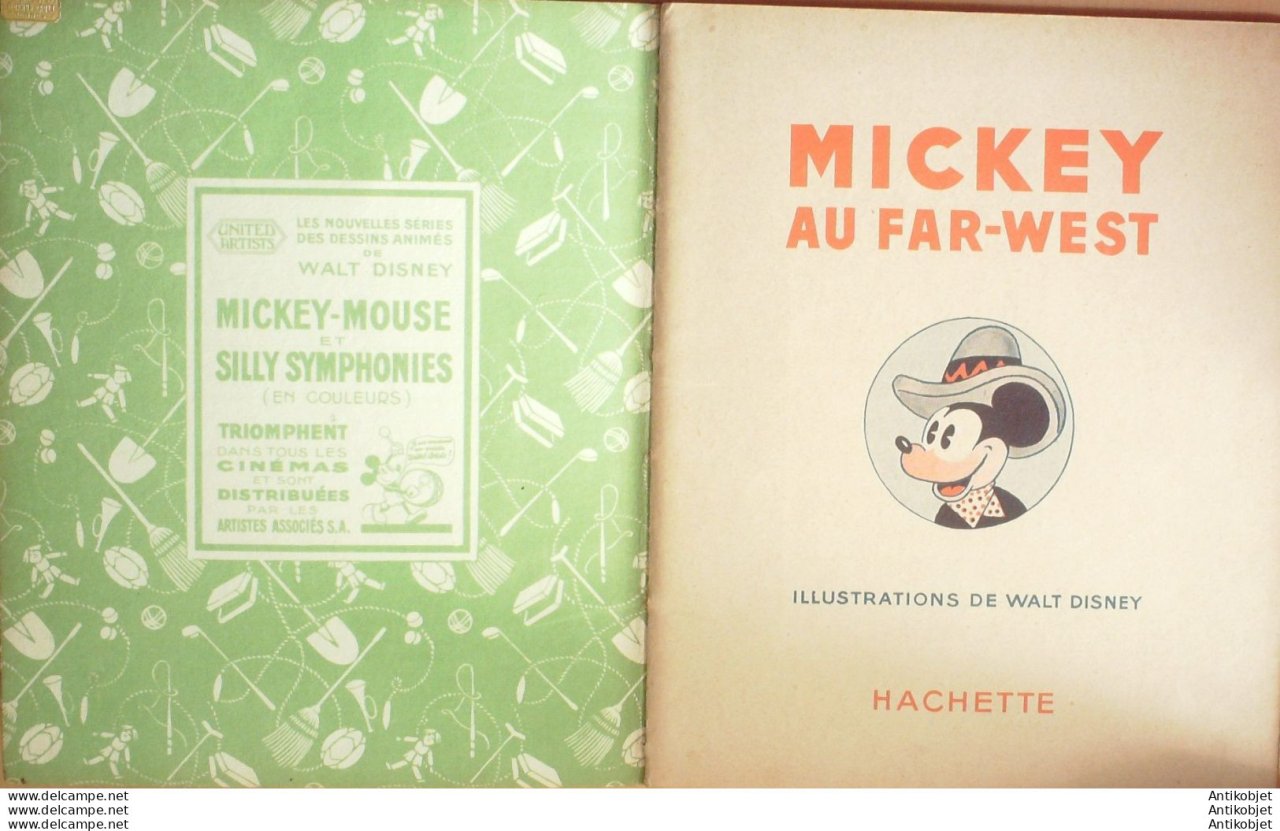 UNITED
ARTISTS
LES NOUVELLES SÉRIES
DES DESSINS ANIMÉS
DE
WALT DISNEY
MICKEY-MOUSE
ET
SILLY SYMPHONIES
(EN COULEURS)
TRIOMPHENT
DANS TOUS LES
CINÉMAS
ET SONT
DISTRIBUÉES
PAR LES
ARTISTES ASSOCIÉS S.A.
MICKEY
AU FAR-WEST
ILLUSTRATIONS DE WALT DISNEY
HACHETTE
www.delcampe.net
www.delcampe.net
www.delcampe.net
Antikobjet
Antikobjet
Antikobjet